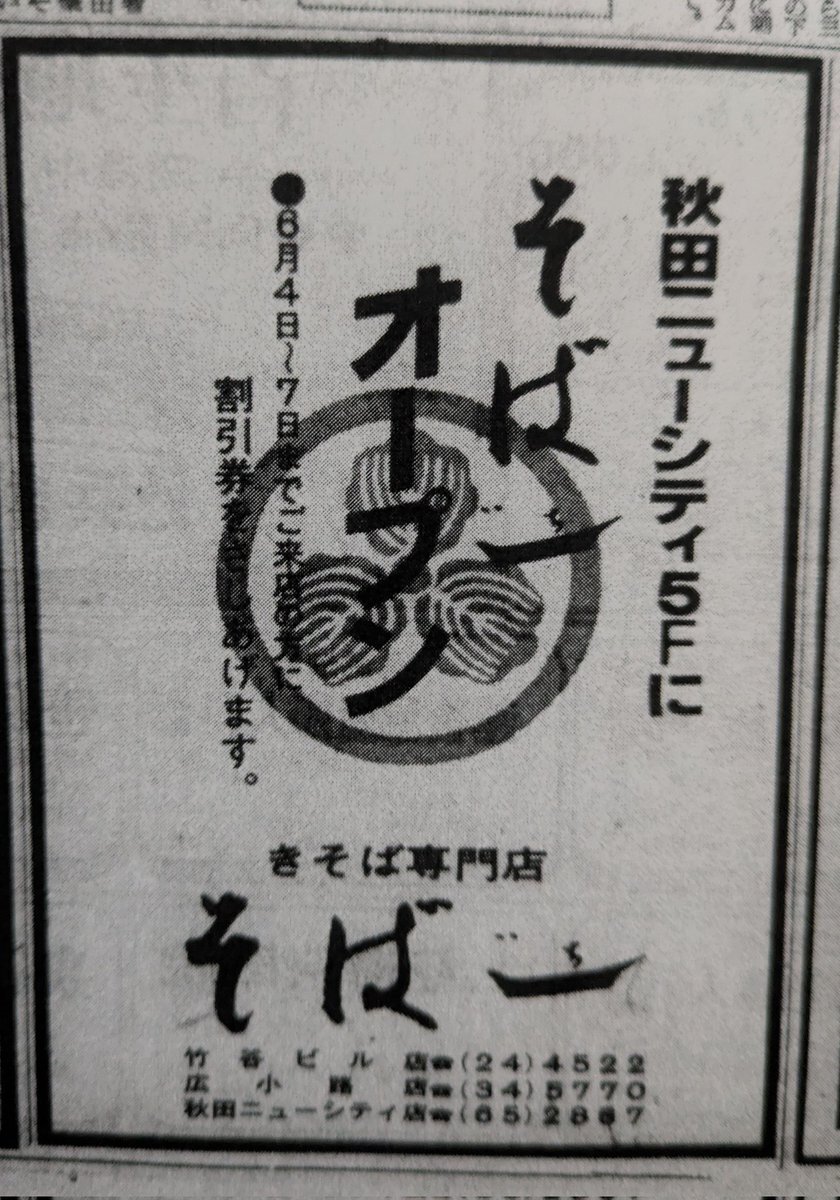 秋田ニューシティ5Fに
そば一
オープン
●6月4日〜7日までご来店の方に
割引券をさしあげます。
きそば専門店
そば一
竹谷ビル店☎(24)4522
広小路店☎(34)5770
秋田ニューシティ店☎